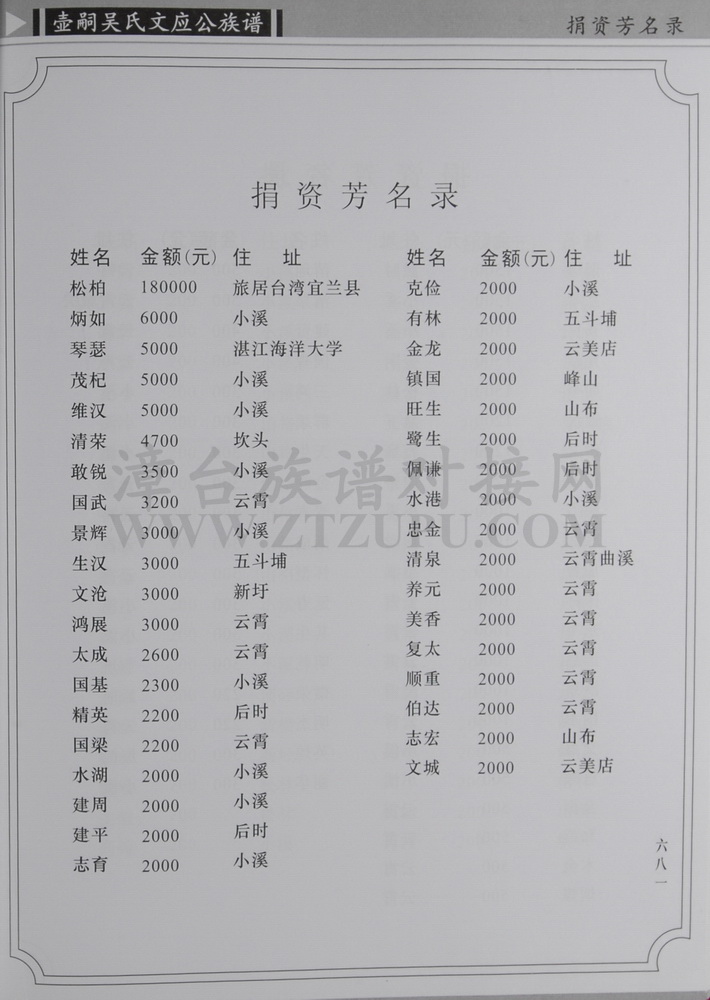 壶嗣吴氏文应公族谱
捐资芳名录
捐资芳名录
姓名 金额(元) 住 址
松柏 180000 旅居台湾宜兰县
炳如 6000 小溪
琴瑟 5000 湛江海洋大学
茂杞 5000 小溪
维汉 5000 小溪
清荣 4700 坎头
敢锐 3500 小溪
国武 3200 云霄
景辉 3000 小溪
生汉 3000 五斗埔
文沧 3000 新圩
鸿展 3000 云霄
太成 2600 云霄
国基 2300 小溪
精英 2200 后时
国梁 2200 云霄
水湖 2000 小溪
建周 2000 小溪
建平 2000 后时
志育 2000 小溪
姓名 金额(元) 住 址
克俭 2000 小溪
有林 2000 五斗埔
金龙 2000 云美店
镇国 2000 峰山
旺生 2000 山布
鹭生 2000 后时
佩谦 2000 后时
水港 2000 小溪
忠金 2000 云霄
清泉 2000 云霄曲溪
养元 2000 云霄
美香 2000 云霄
复太 2000 云霄
顺重 2000 云霄
伯达 2000 云霄
志宏 2000 山布
文城 2000 云美店
漳台族谱对接网
WWW.ZTZUPU.COM
六八一